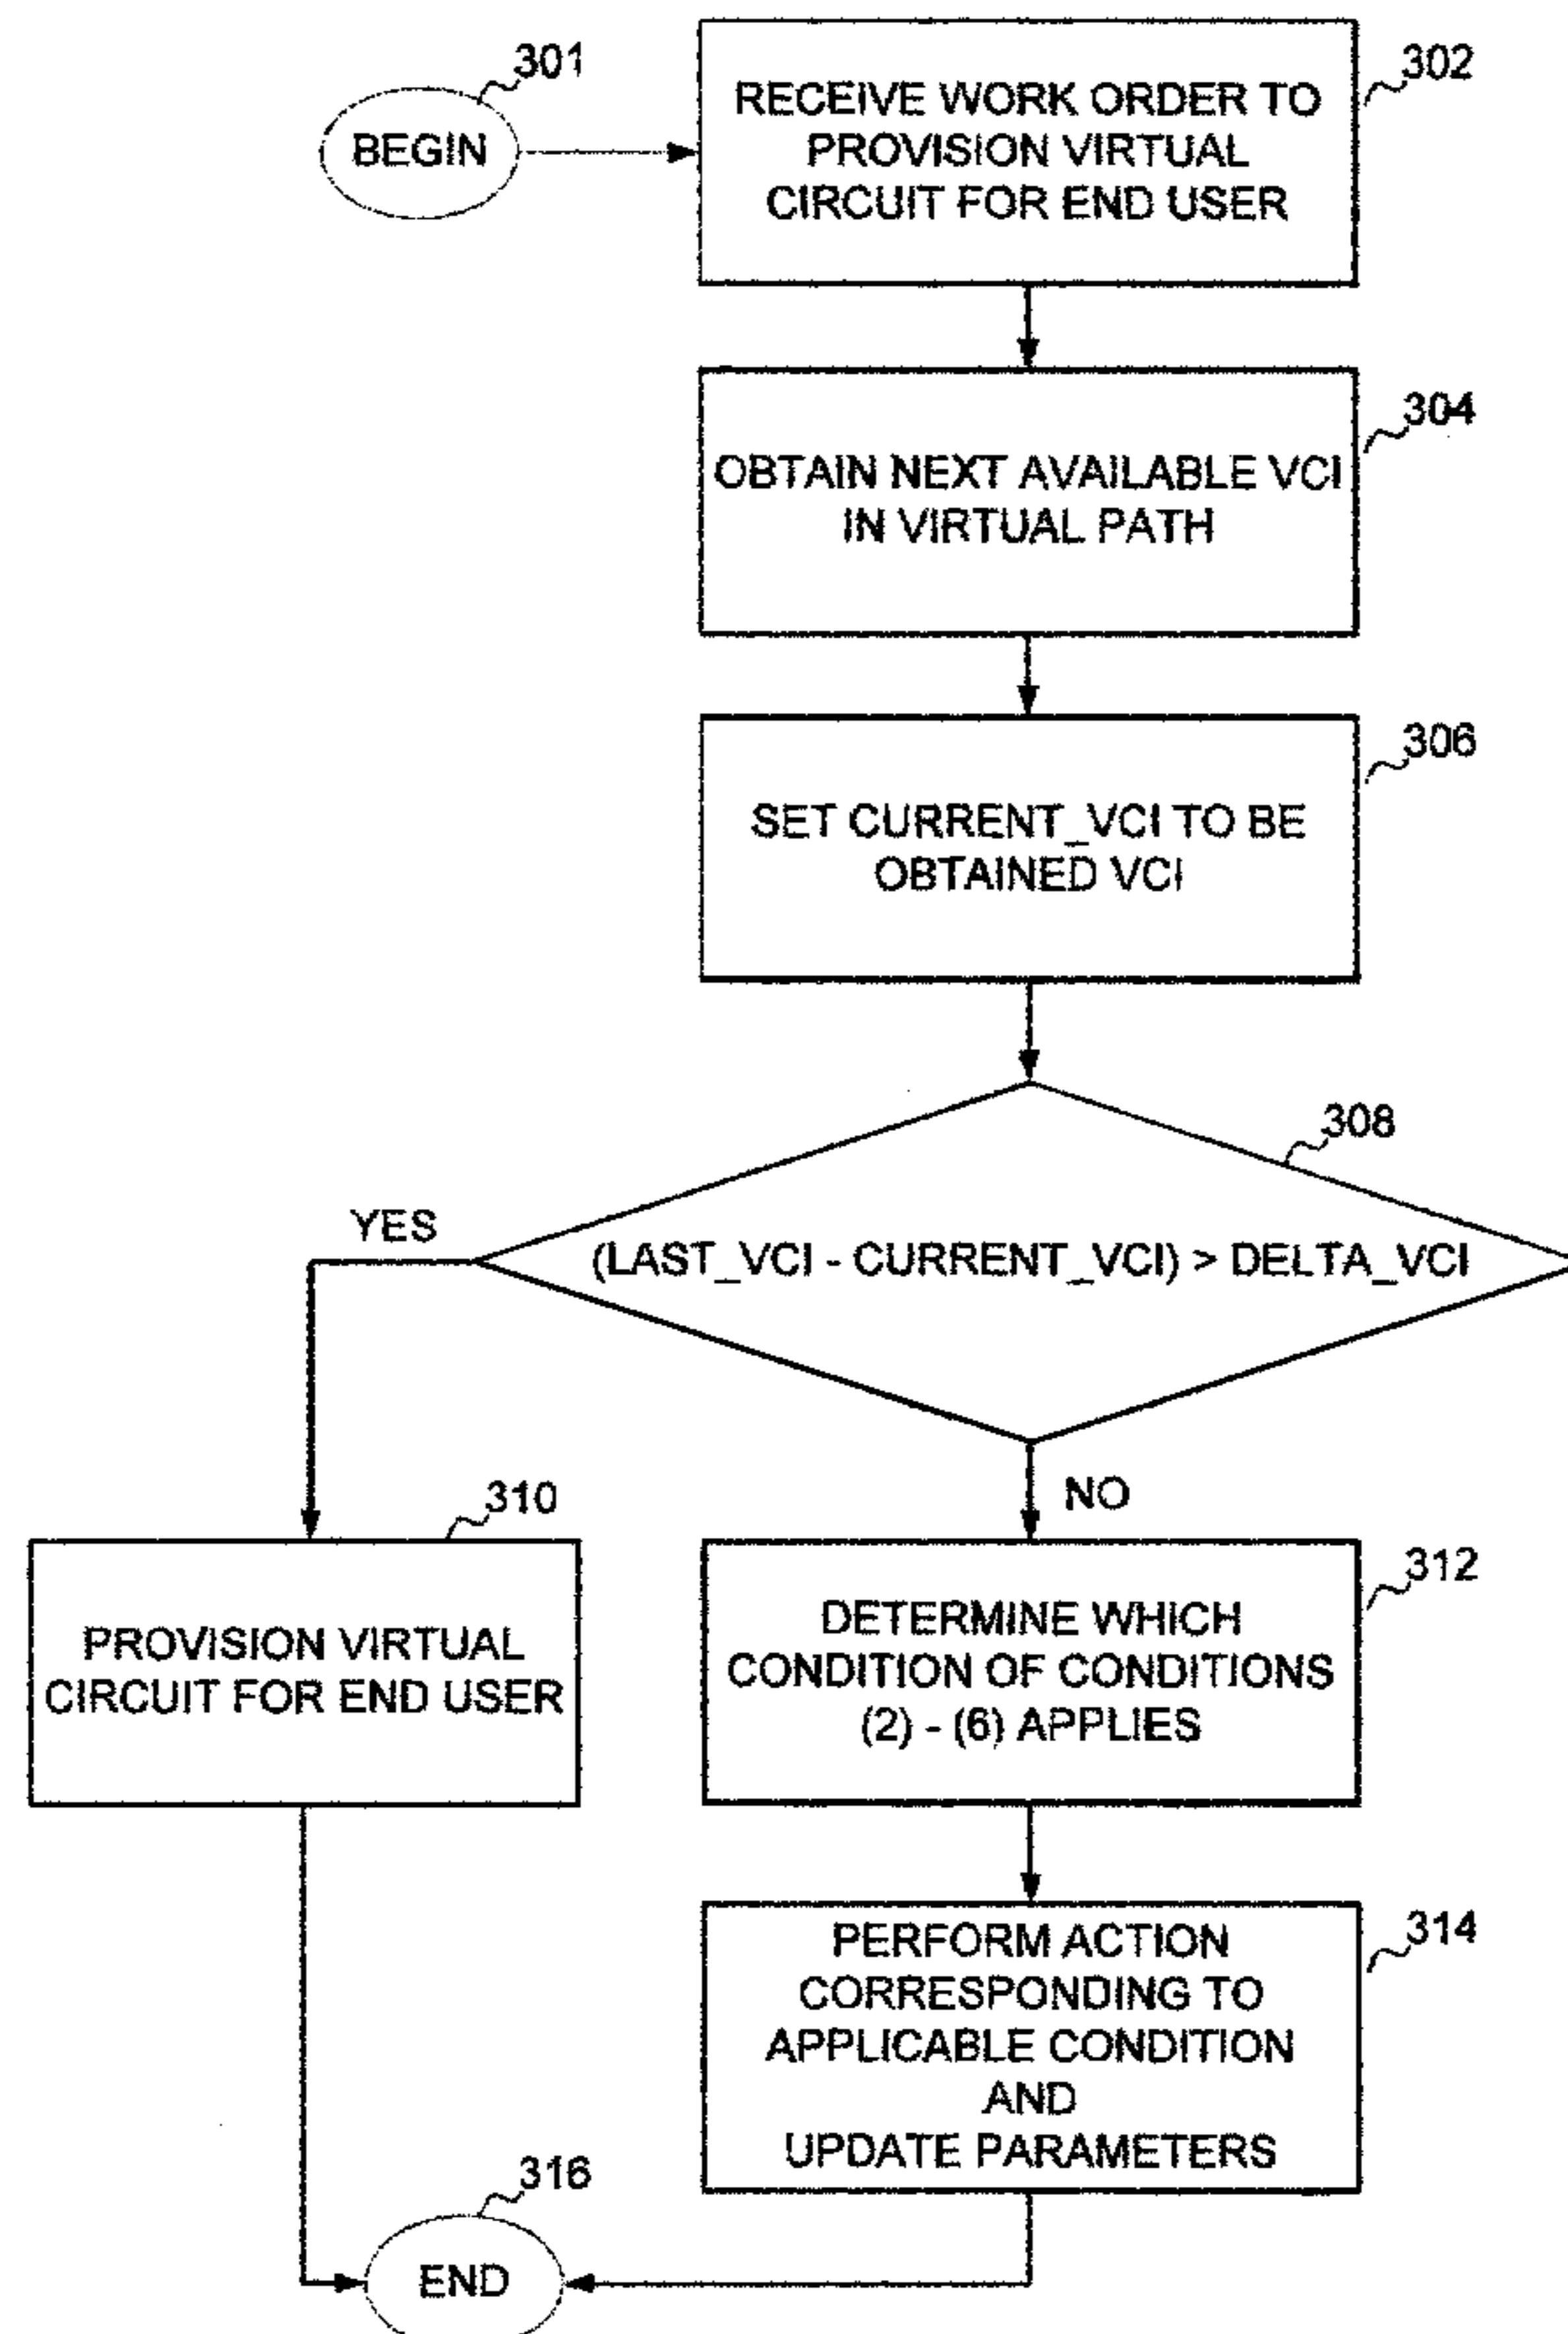 301
BEGIN
302
RECEIVE WORK ORDER TO
PROVISION VIRTUAL
CIRCUIT FOR END USER
304
OBTAIN NEXT AVAILABLE VCI
IN VIRTUAL PATH
306
SET CURRENT_VCI TO BE
OBTAINED VCI
308
(LAST_VCI - CURRENT_VCI) > DELTA_VCI
YES
NO
310
PROVISION VIRTUAL
CIRCUIT FOR END USER
312
DETERMINE WHICH
CONDITION OF CONDITIONS
(2) - (6) APPLIES
314
PERFORM ACTION
CORRESPONDING TO
APPLICABLE CONDITION
AND
UPDATE PARAMETERS
316
END